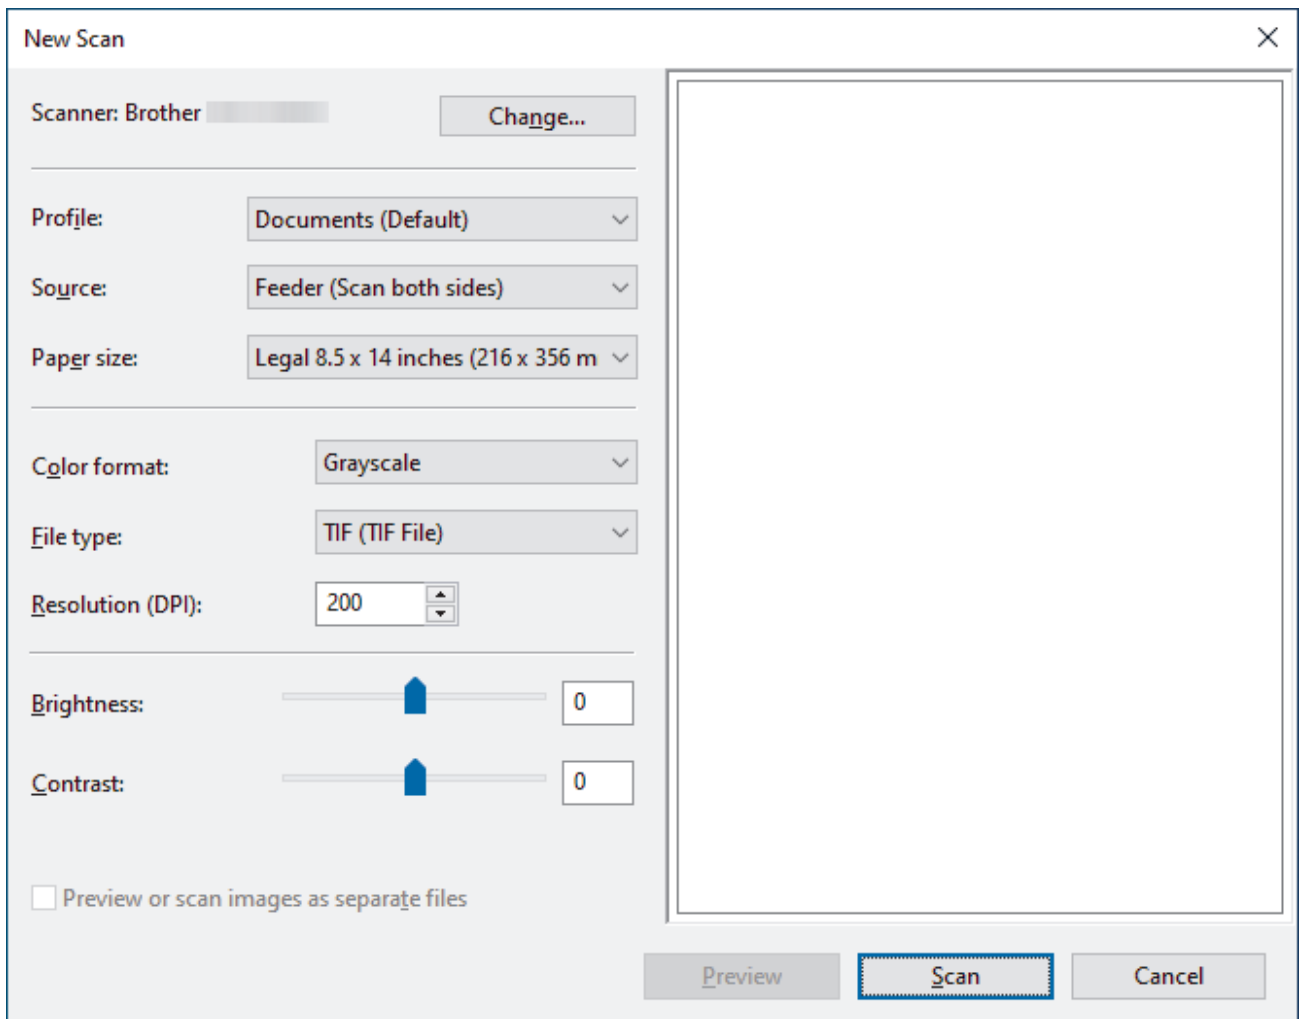 New Scan
Scanner: Brother
Change...
Profile:
Documents (Default)
Source:
Feeder (Scan both sides)
Paper size:
Legal 8.5 x 14 inches (216 x 356 m
Color format:
Grayscale
File type:
TIF (TIF File)
Resolution (DPI):
200
Brightness:
0
Contrast:
0
Preview or scan images as separate files
Preview
Scan
Cancel